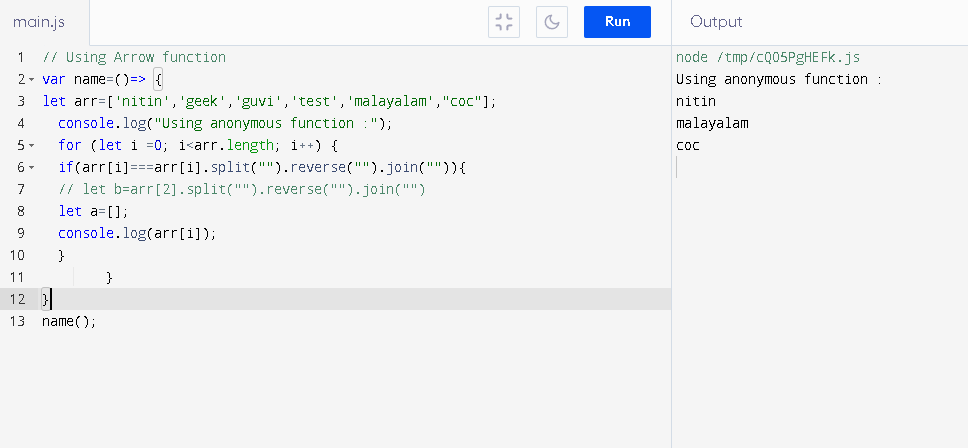 main.js
Run
Output
1 // Using Arrow function
2 var name=()=> {
3 let arr=['nitin','geek','guvi','test','malayalam',"coc"];
4 console.log("Using anonymous function :");
5 for (let i =0; i<arr.length; i++) {
6 if(arr[i]===arr[i].split("").reverse("").join("")){
7 // let b=arr[2].split("").reverse("").join("")
8 let a=[];
9 console.log(arr[i]);
10 }
11 }
12 }
13 name();
node /tmp/cQO5PgHEFk.js
Using anonymous function :
nitin
malayalam
coc